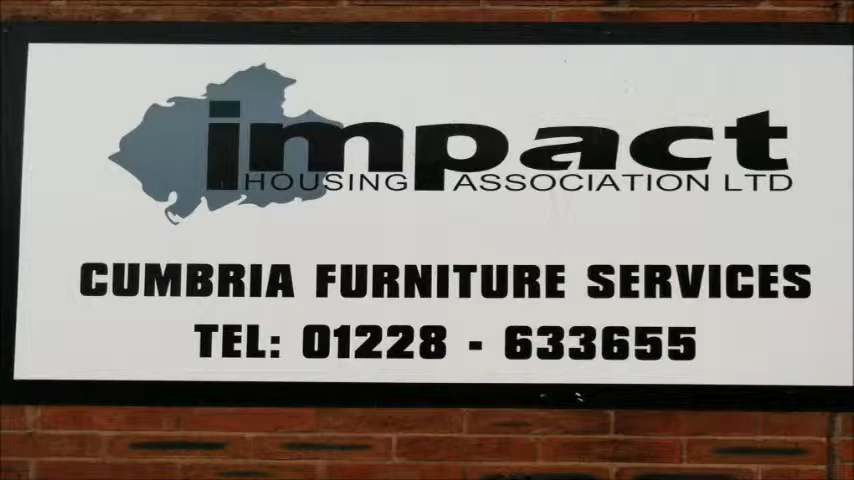 impact
HOUSING ASSOCIATION LTD
CUMBRIA FURNITURE SERVICES
TEL: 01228 - 633655